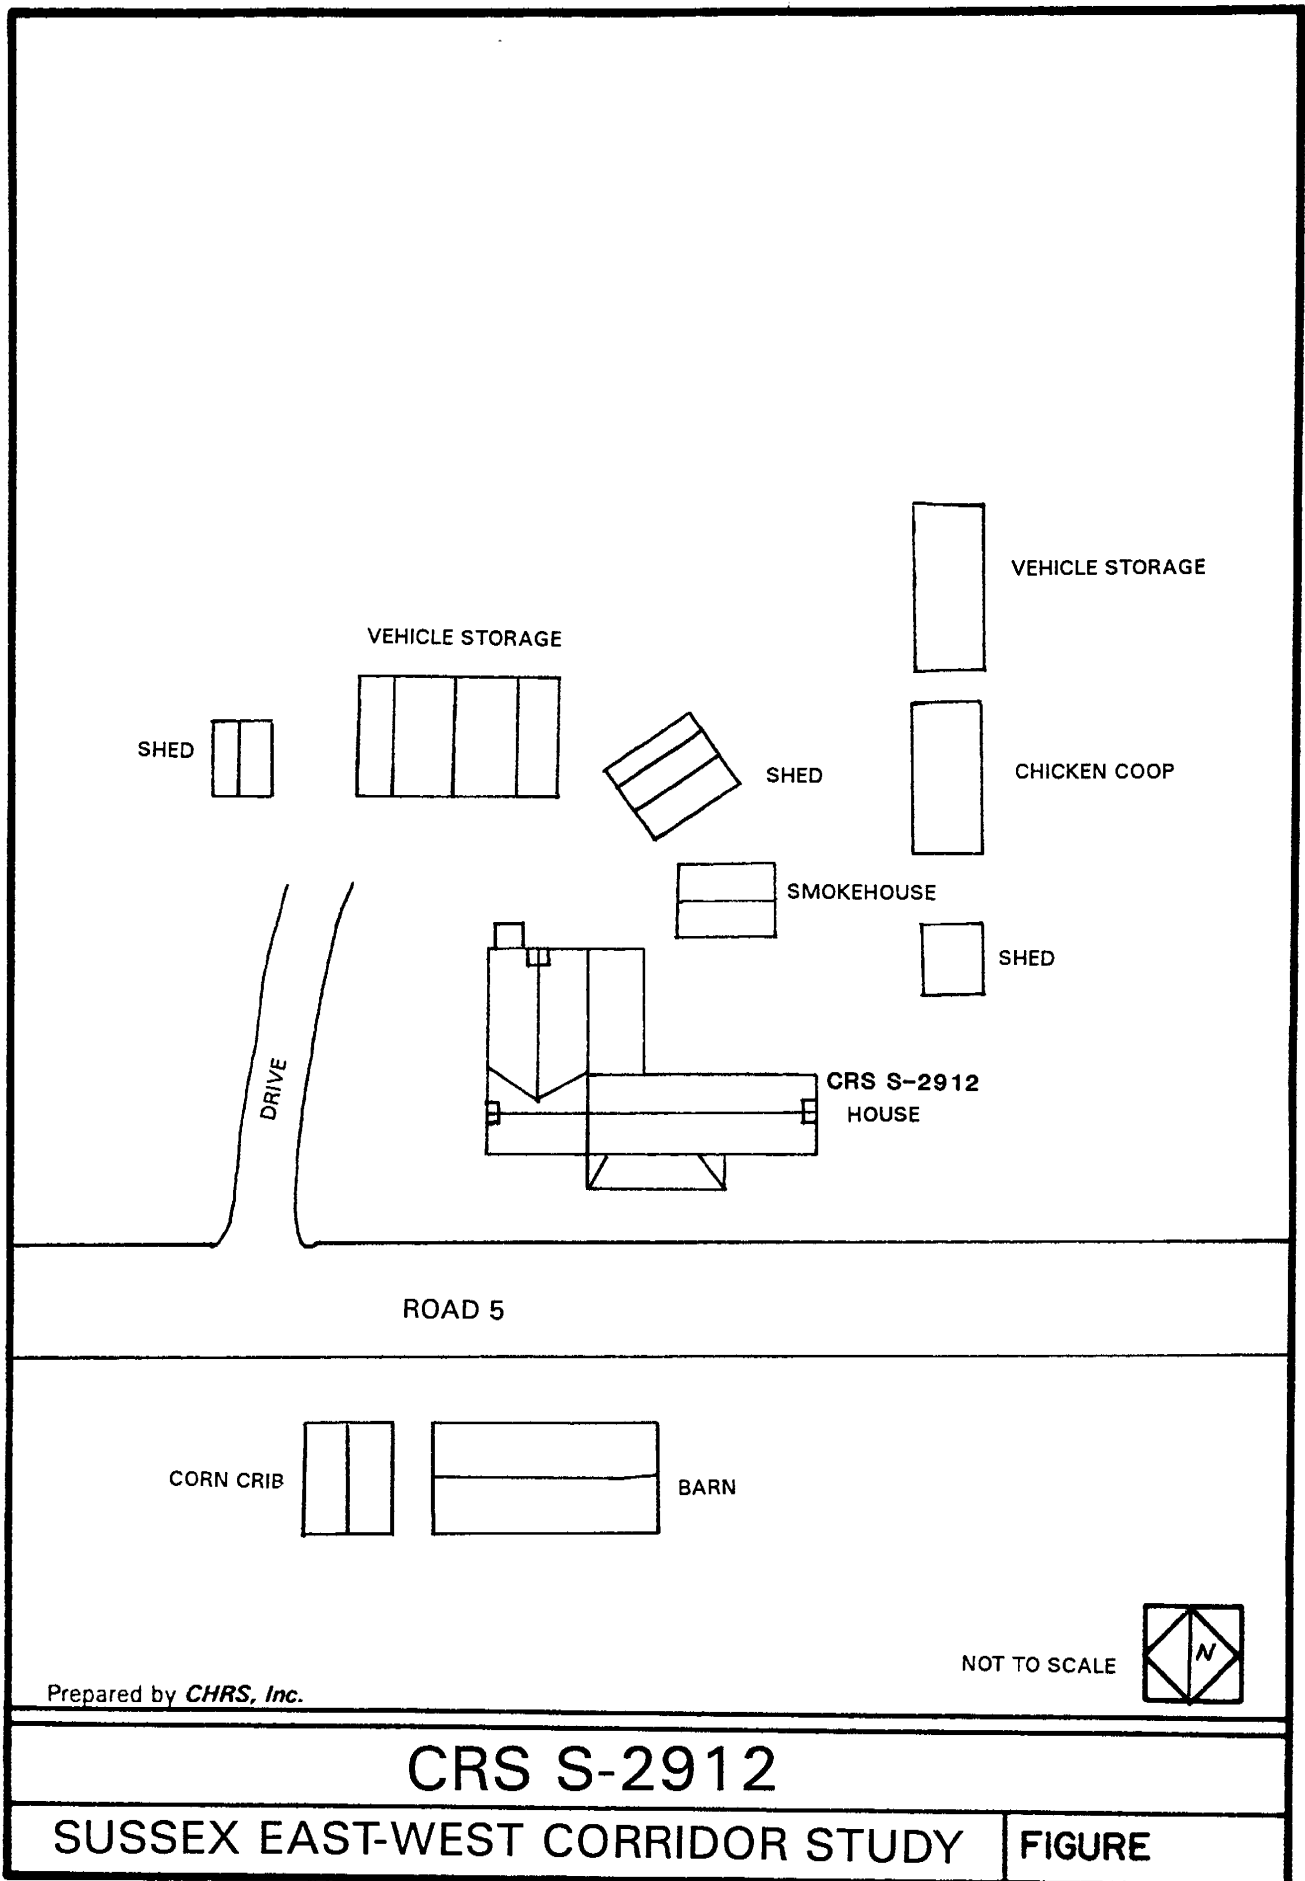 VEHICLE STORAGE
VEHICLE STORAGE
SHED
SHED
CHICKEN COOP
SMOKEHOUSE
SHED
DRIVE
CRS S-2912
HOUSE
ROAD 5
CORN CRIB
BARN
NOT TO SCALE
N
Prepared by CHRS, Inc.
CRS S-2912
SUSSEX EAST-WEST CORRIDOR STUDY
FIGURE